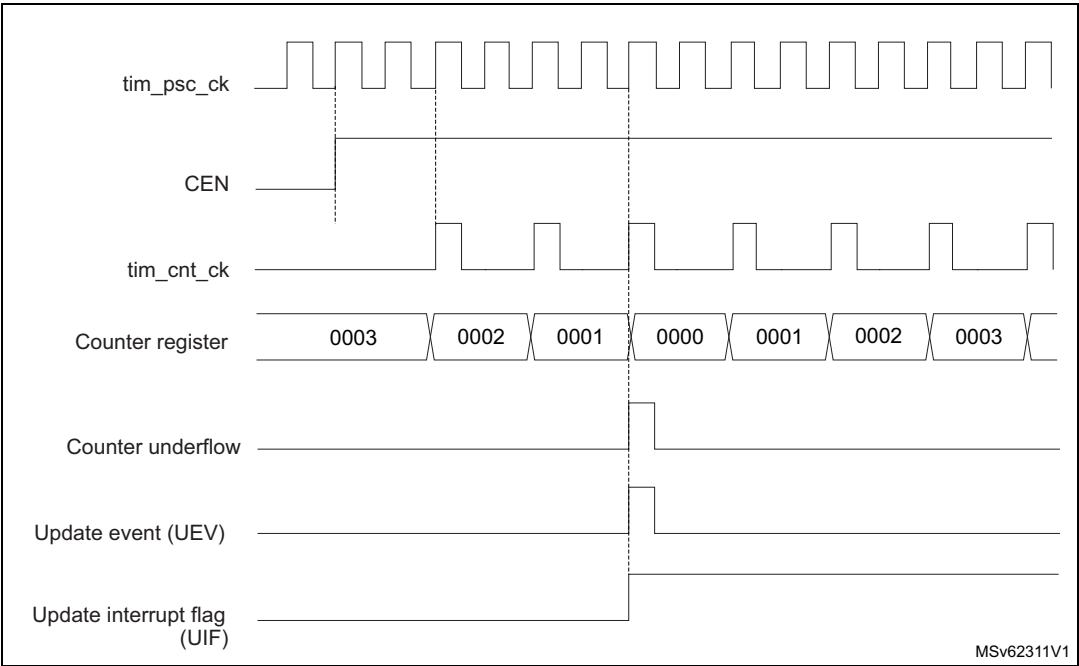 tim_psc_ck
CEN
tim_cnt_ck
Counter register 0003 0002 0001 0000 0001 0002 0003
Counter underflow
Update event (UEV)
Update interrupt flag
(UIF)
MSv62311V1